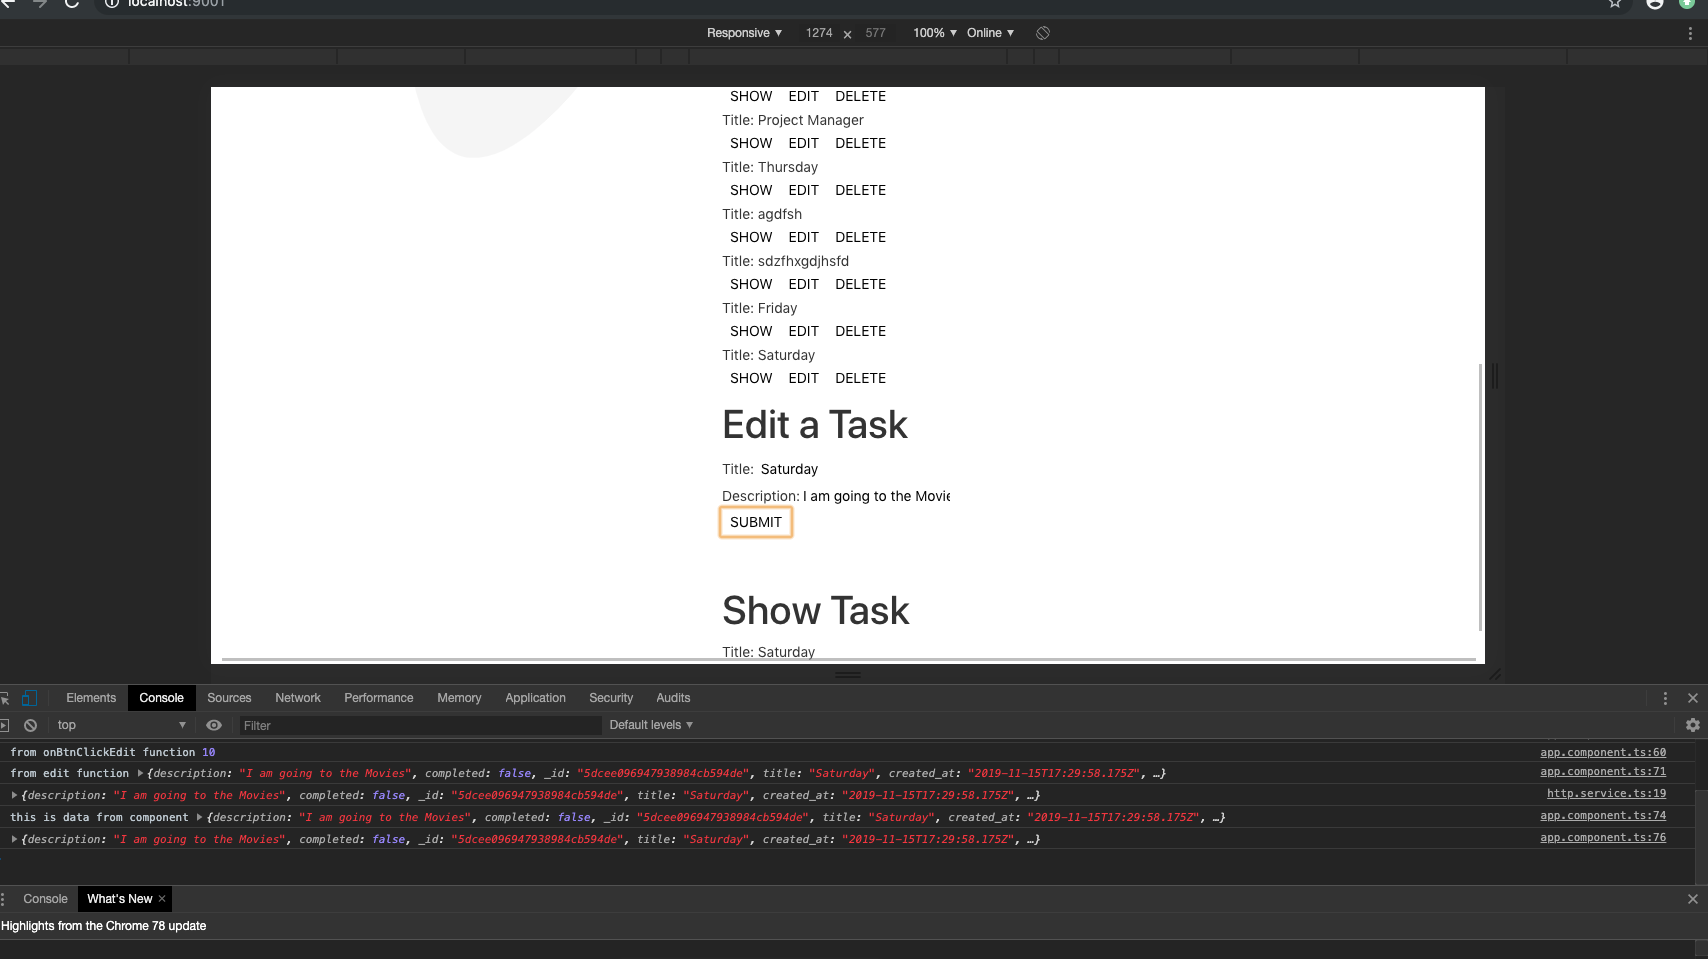 localhost:9001
Responsive ▼ 1274 × 577 100% ▼ Online ▼
SHOW EDIT DELETE
Title: Project Manager
SHOW EDIT DELETE
Title: Thursday
SHOW EDIT DELETE
Title: agdfsh
SHOW EDIT DELETE
Title: sdzfhxgdjhsfd
SHOW EDIT DELETE
Title: Friday
SHOW EDIT DELETE
Title: Saturday
SHOW EDIT DELETE
Edit a Task
Title: Saturday
Description: I am going to the Movie
SUBMIT
Show Task
Title: Saturday
Elements Console Sources Network Performance Memory Application Security Audits
top ▼ Filter Default levels ▼
from onBtnClickEdit function 10 app.component.ts:60
from edit function ▶{description: "I am going to the Movies", completed: false, _id: "5dcee096947938984cb594de", title: "Saturday", created_at: "2019-11-15T17:29:58.175Z", …} app.component.ts:71
▶{description: "I am going to the Movies", completed: false, _id: "5dcee096947938984cb594de", title: "Saturday", created_at: "2019-11-15T17:29:58.175Z", …} http.service.ts:19
this is data from component ▶{description: "I am going to the Movies", completed: false, _id: "5dcee096947938984cb594de", title: "Saturday", created_at: "2019-11-15T17:29:58.175Z", …} app.component.ts:74
▶{description: "I am going to the Movies", completed: false, _id: "5dcee096947938984cb594de", title: "Saturday", created_at: "2019-11-15T17:29:58.175Z", …} app.component.ts:76
Console What's New ×
Highlights from the Chrome 78 update